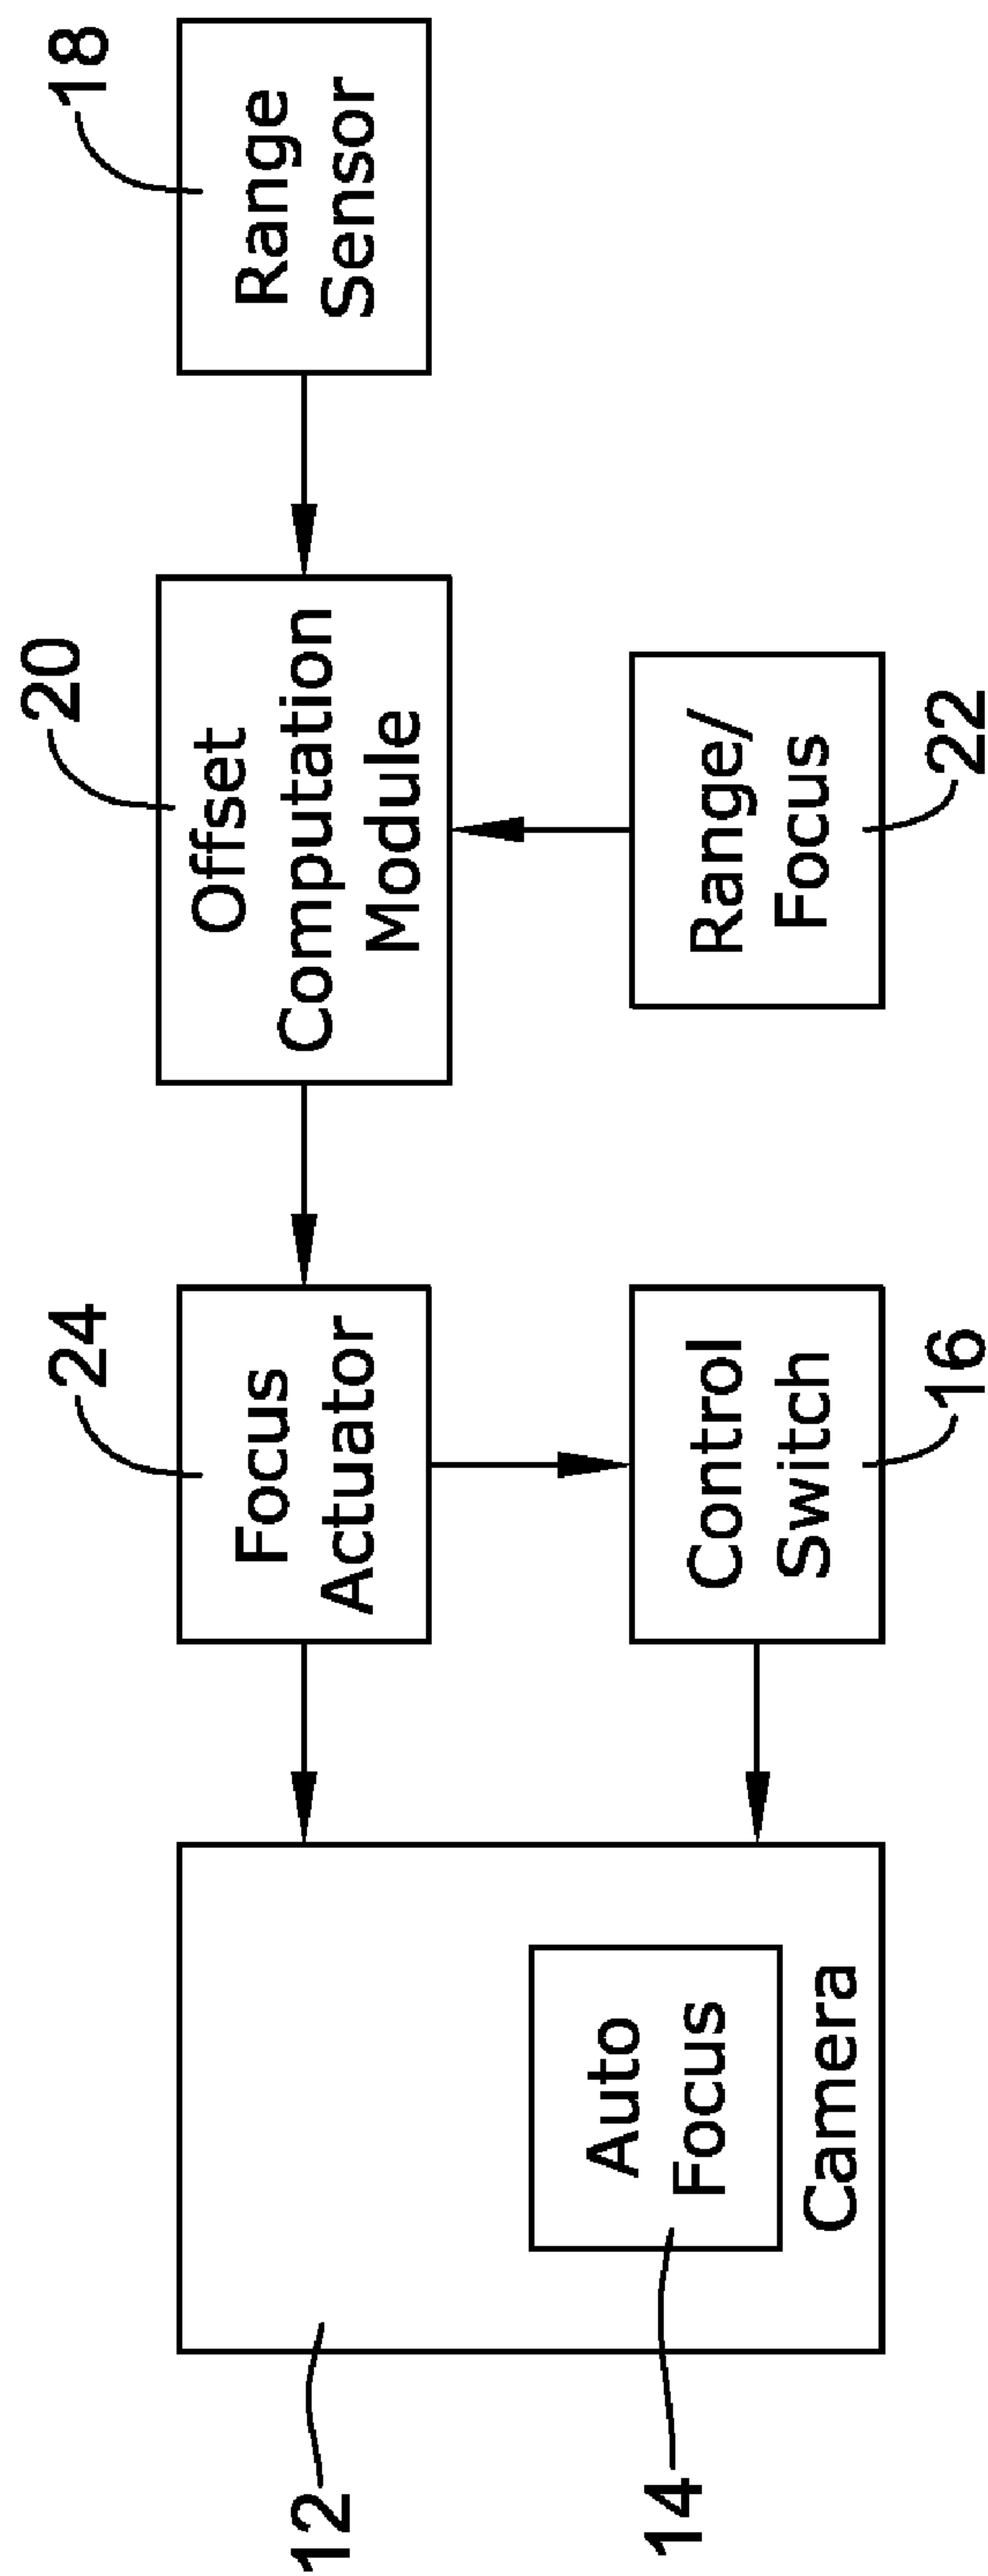 12
14
Auto
Focus
Camera
24
Focus
Actuator
Control
Switch
16
20
Offset
Computation
Module
Range/
Focus
22
18
Range
Sensor